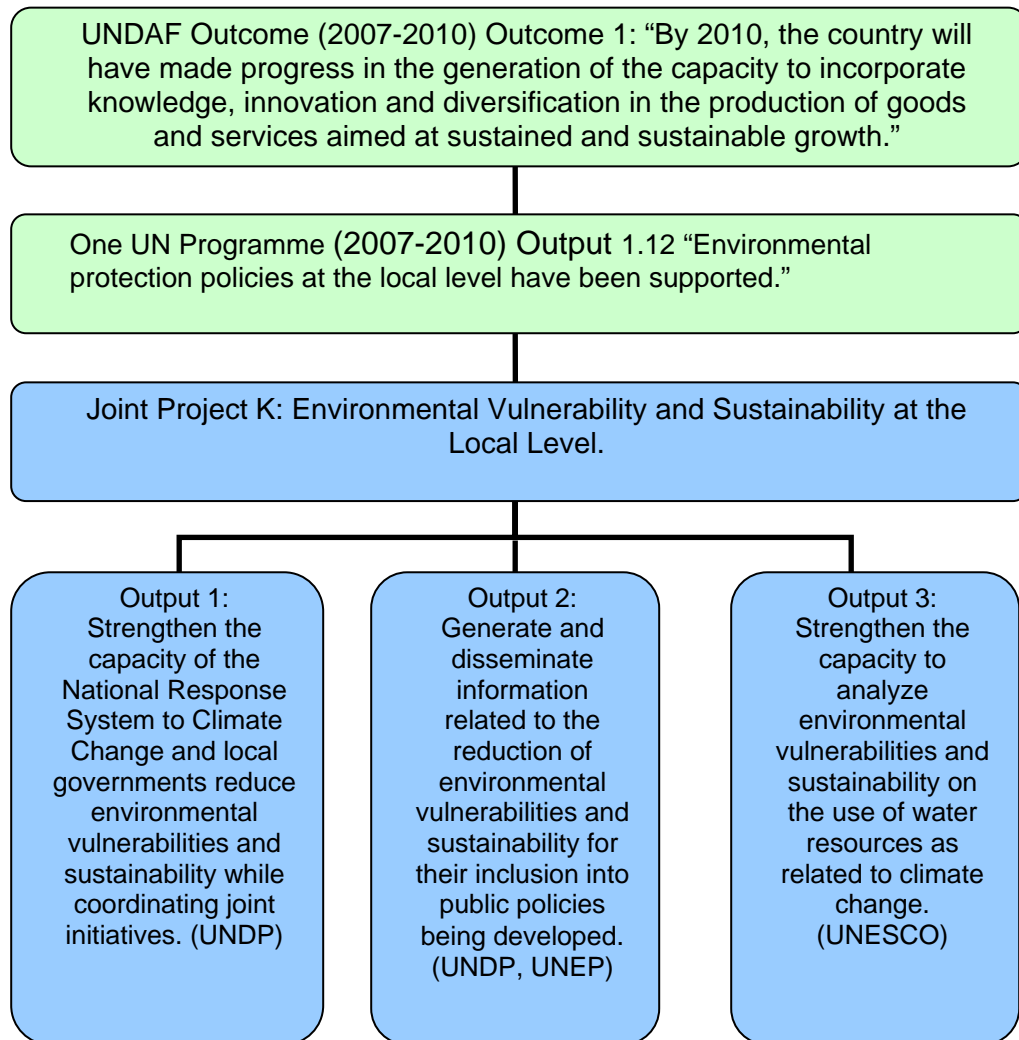 UNDAF Outcome (2007-2010) Outcome 1: “By 2010, the country will
have made progress in the generation of the capacity to incorporate
knowledge, innovation and diversification in the production of goods
and services aimed at sustained and sustainable growth.”
One UN Programme (2007-2010) Output 1.12 “Environmental
protection policies at the local level have been supported.”
Joint Project K: Environmental Vulnerability and Sustainability at the
Local Level.
Output 1:
Strengthen the
capacity of the
National Response
System to Climate
Change and local
governments reduce
environmental
vulnerabilities and
sustainability while
coordinating joint
initiatives. (UNDP)
Output 2:
Generate and
disseminate
information
related to the
reduction of
environmental
vulnerabilities and
sustainability for
their inclusion into
public policies
being developed.
(UNDP, UNEP)
Output 3:
Strengthen the
capacity to
analyze
environmental
vulnerabilities and
sustainability on
the use of water
resources as
related to climate
change.
(UNESCO)